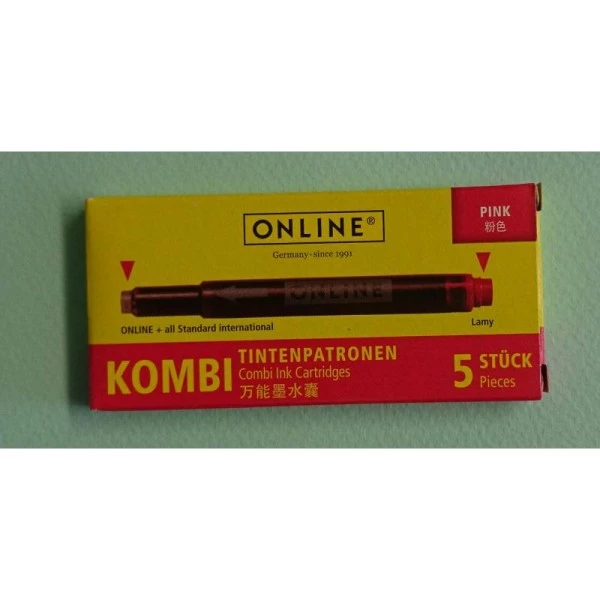 ONLINE®
Germany·since 1991
PINK
粉色
ONLINE
ONLINE + all Standard international
Lamy
KOMBI
TINTENPATRONEN
Combi Ink Cartridges
万能墨水囊
5 STÜCK
Pieces